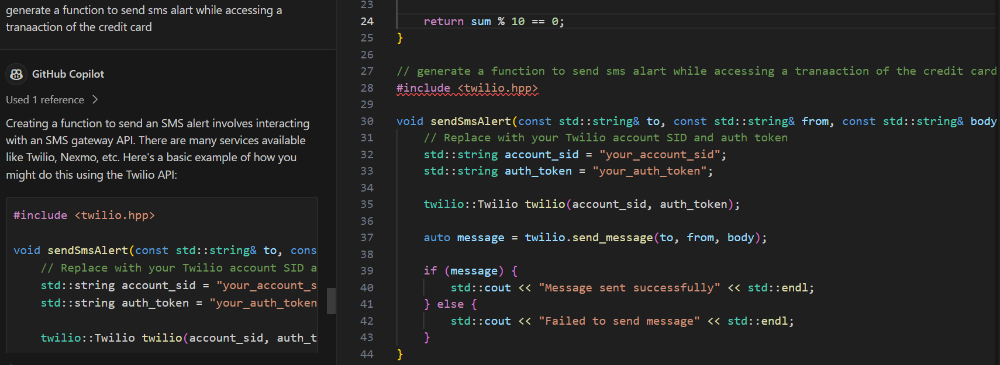 generate a function to send sms alart while accessing a
tranaaction of the credit card
GitHub Copilot
Used 1 reference
Creating a function to send an SMS alert involves interacting
with an SMS gateway API. There are many services available
like Twilio, Nexmo, etc. Here's a basic example of how you
might do this using the Twilio API:
#include <twilio.hpp>
void sendSmsAlert(const std::string& to, cons
// Replace with your Twilio account SID a
std::string account_sid = "your_account_s
std::string auth_token = "your_auth_token
twilio::Twilio twilio(account_sid, auth_t
23
24 return sum % 10 == 0;
25 }
26
27 // generate a function to send sms alart while accessing a tranaaction of the credit card
28 #include <twilio.hpp>
29
30 void sendSmsAlert(const std::string& to, const std::string& from, const std::string& body
31 // Replace with your Twilio account SID and auth token
32 std::string account_sid = "your_account_sid";
33 std::string auth_token = "your_auth_token";
34
35 twilio::Twilio twilio(account_sid, auth_token);
36
37 auto message = twilio.send_message(to, from, body);
38
39 if (message) {
40 std::cout << "Message sent successfully" << std::endl;
41 } else {
42 std::cout << "Failed to send message" << std::endl;
43 }
44 }